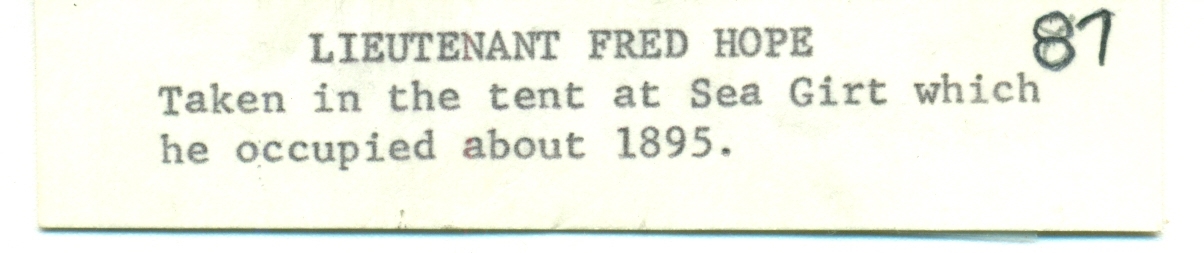 LIEUTENANT FRED HOPE 87
Taken in the tent at Sea Girt which
he occupied about 1895.